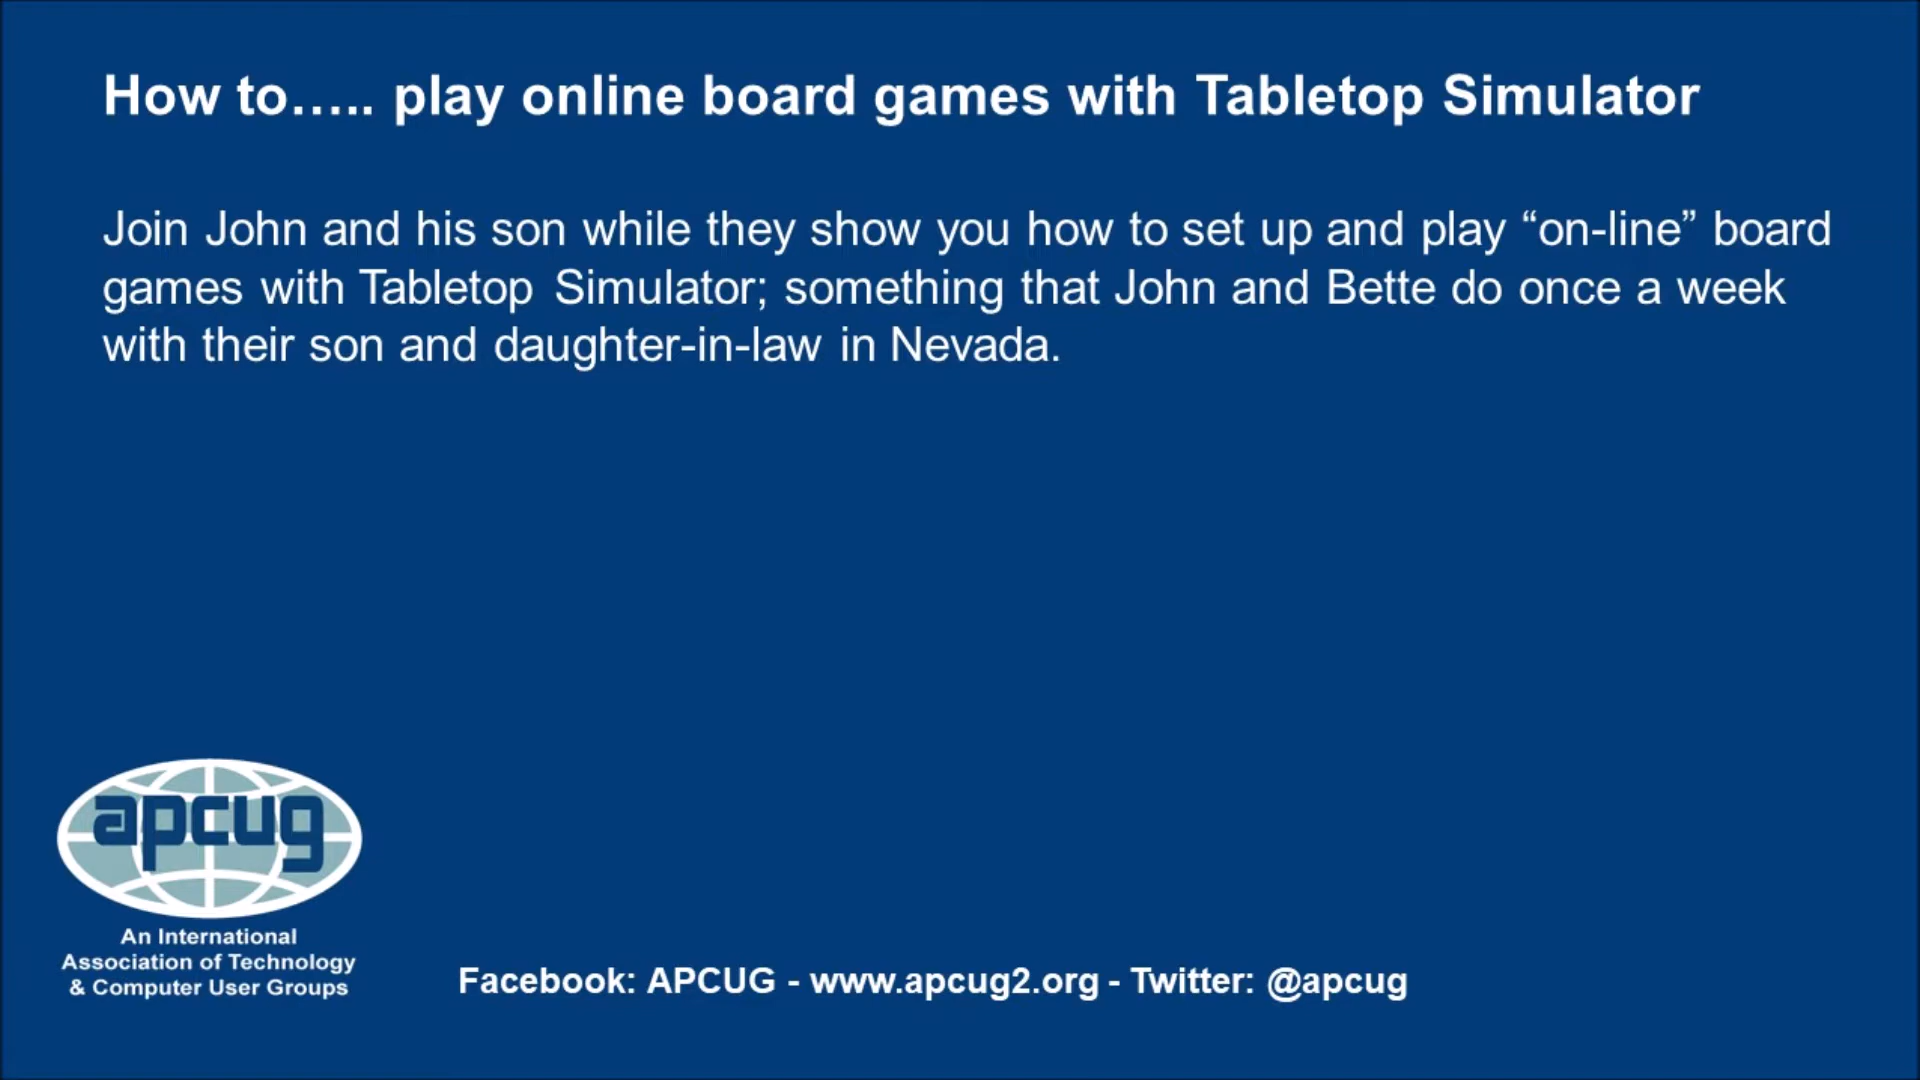 How to….. play online board games with Tabletop Simulator
Join John and his son while they show you how to set up and play “on-line” board
games with Tabletop Simulator; something that John and Bette do once a week
with their son and daughter-in-law in Nevada.
apcug
An International
Association of Technology
& Computer User Groups
Facebook: APCUG - www.apcug2.org - Twitter: @apcug